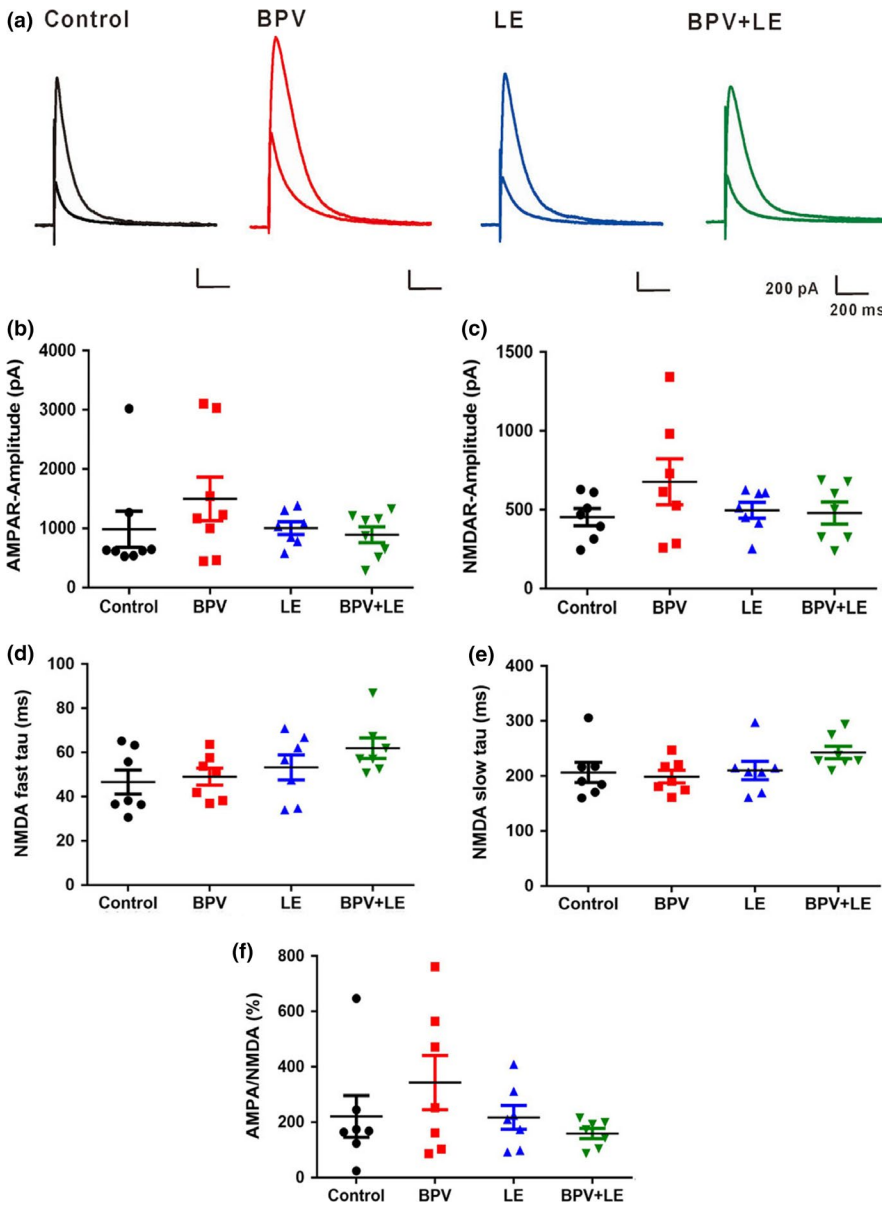 (a) Control BPV LE BPV+LE
200 pA
200 ms
(b)
AMPAR-Amplitude (pA)
4000
3000
2000
1000
0
Control BPV LE BPV+LE
(c)
NMDAR-Amplitude (pA)
1500
1000
500
0
Control BPV LE BPV+LE
(d)
NMDA fast tau (ms)
100
80
60
40
20
0
Control BPV LE BPV+LE
(e)
NMDA slow tau (ms)
400
300
200
100
0
Control BPV LE BPV+LE
(f)
AMPA/NMDA (%)
800
600
400
200
0
Control BPV LE BPV+LE